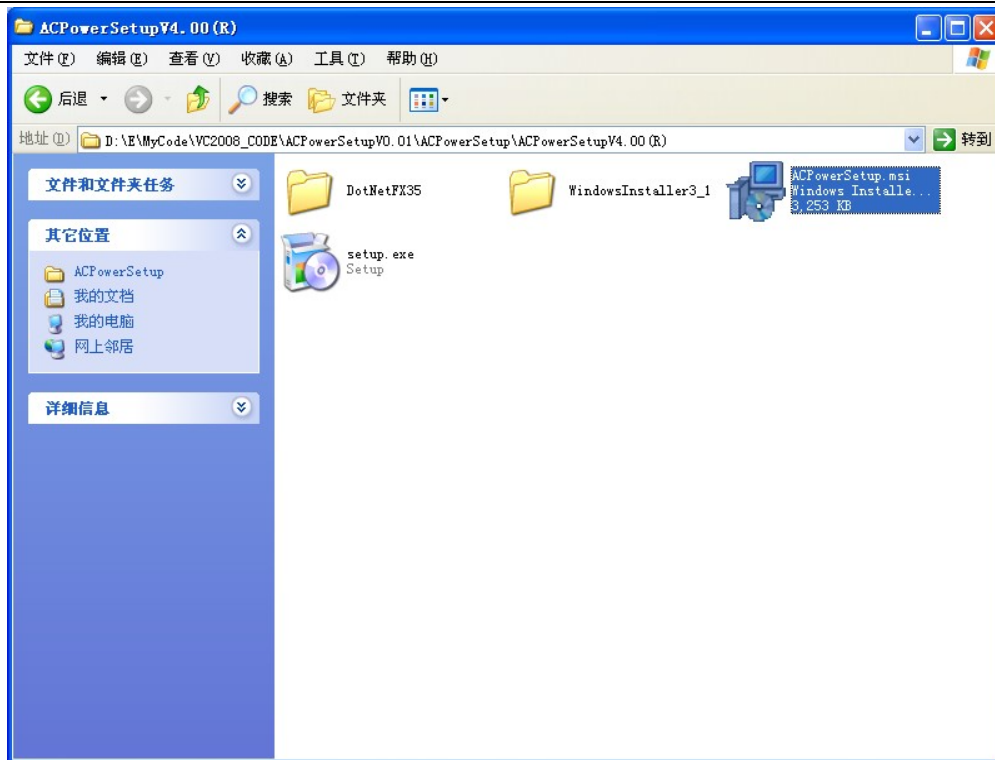 ACPowerSetupV4.00(R)
文件(F) 编辑(E) 查看(V) 收藏(A) 工具(T) 帮助(H)
后退 搜索 文件夹
地址(D) D:\E\MyCode\VC2008_CODE\ACPowerSetupV0.01\ACPowerSetup\ACPowerSetupV4.00(R) 转到
文件和文件夹任务
其它位置
ACPowerSetup
我的文档
我的电脑
网上邻居
详细信息
DotNetFX35
WindowsInstaller3_1
ACPowerSetup.msi
Windows Installe...
3,253 KB
setup.exe
Setup